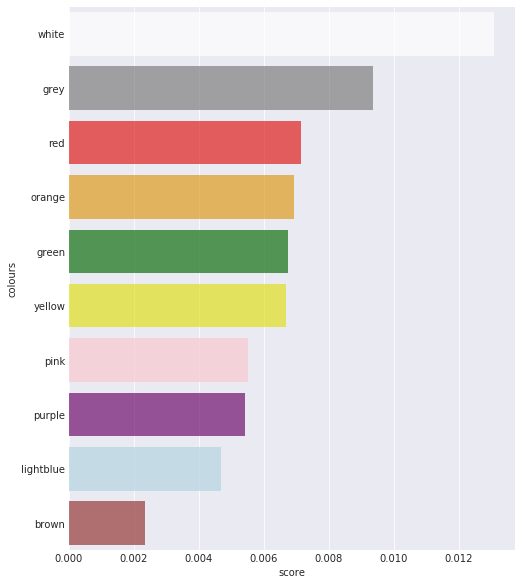 white
grey
red
orange
green
yellow
pink
purple
lightblue
brown
colours
0.000 0.002 0.004 0.006 0.008 0.010 0.012
score